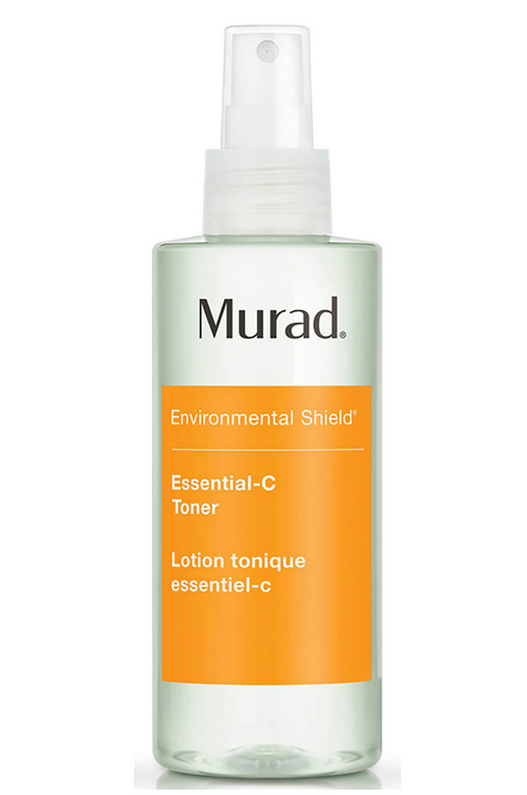 Murad®
Environmental Shield®
Essential-C
Toner
Lotion tonique
essentiel-c